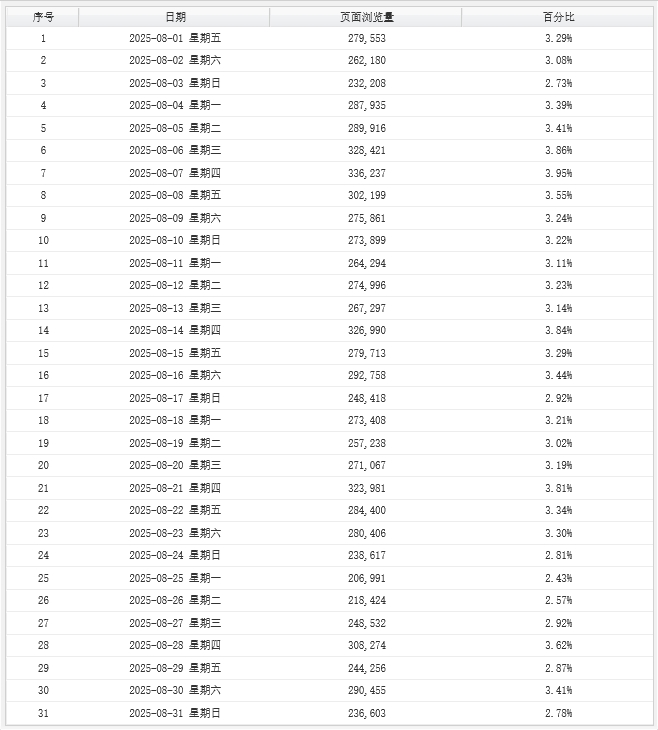 序号 日期 页面浏览量 百分比
1 2025-08-01 星期五 279,553 3.29%
2 2025-08-02 星期六 262,180 3.08%
3 2025-08-03 星期日 232,208 2.73%
4 2025-08-04 星期一 287,935 3.39%
5 2025-08-05 星期二 289,916 3.41%
6 2025-08-06 星期三 328,421 3.86%
7 2025-08-07 星期四 336,237 3.95%
8 2025-08-08 星期五 302,199 3.55%
9 2025-08-09 星期六 275,861 3.24%
10 2025-08-10 星期日 273,899 3.22%
11 2025-08-11 星期一 264,294 3.11%
12 2025-08-12 星期二 274,996 3.23%
13 2025-08-13 星期三 267,297 3.14%
14 2025-08-14 星期四 326,990 3.84%
15 2025-08-15 星期五 279,713 3.29%
16 2025-08-16 星期六 292,758 3.44%
17 2025-08-17 星期日 248,418 2.92%
18 2025-08-18 星期一 273,408 3.21%
19 2025-08-19 星期二 257,238 3.02%
20 2025-08-20 星期三 271,067 3.19%
21 2025-08-21 星期四 323,981 3.81%
22 2025-08-22 星期五 284,400 3.34%
23 2025-08-23 星期六 280,406 3.30%
24 2025-08-24 星期日 238,617 2.81%
25 2025-08-25 星期一 206,991 2.43%
26 2025-08-26 星期二 218,424 2.57%
27 2025-08-27 星期三 248,532 2.92%
28 2025-08-28 星期四 308,274 3.62%
29 2025-08-29 星期五 244,256 2.87%
30 2025-08-30 星期六 290,455 3.41%
31 2025-08-31 星期日 236,603 2.78%